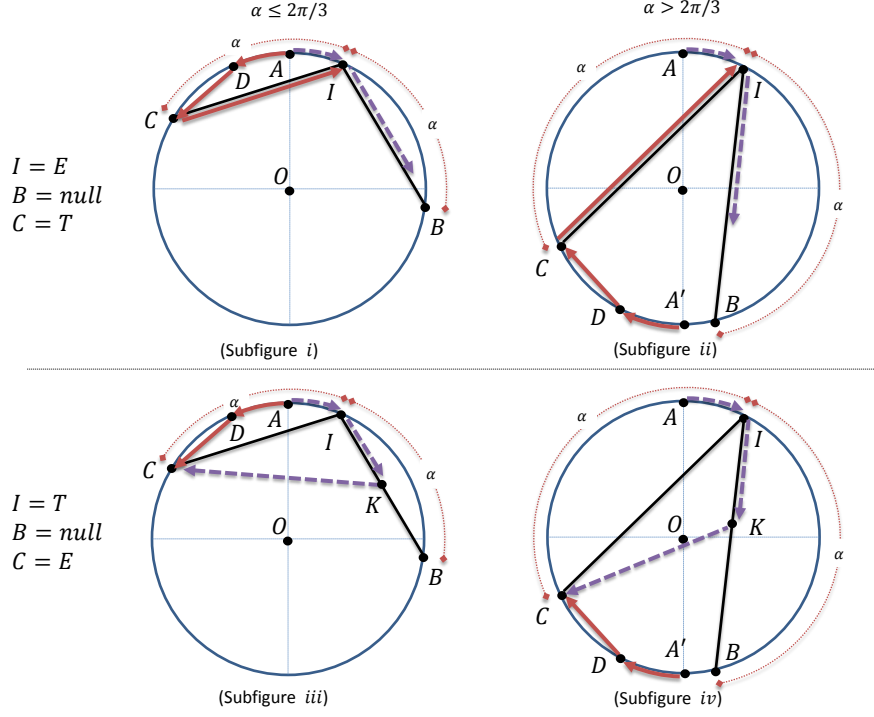 α ≤ 2π/3
α > 2π/3
α
A
D
I
C
α
O
B
I = E
B = null
C = T
(Subfigure i)
A
I
α
O
α
C
A′
B
D
(Subfigure ii)
α
A
D
I
C
α
K
O
B
I = T
B = null
C = E
(Subfigure iii)
A
I
α
O
K
α
C
A′
B
D
(Subfigure iv)